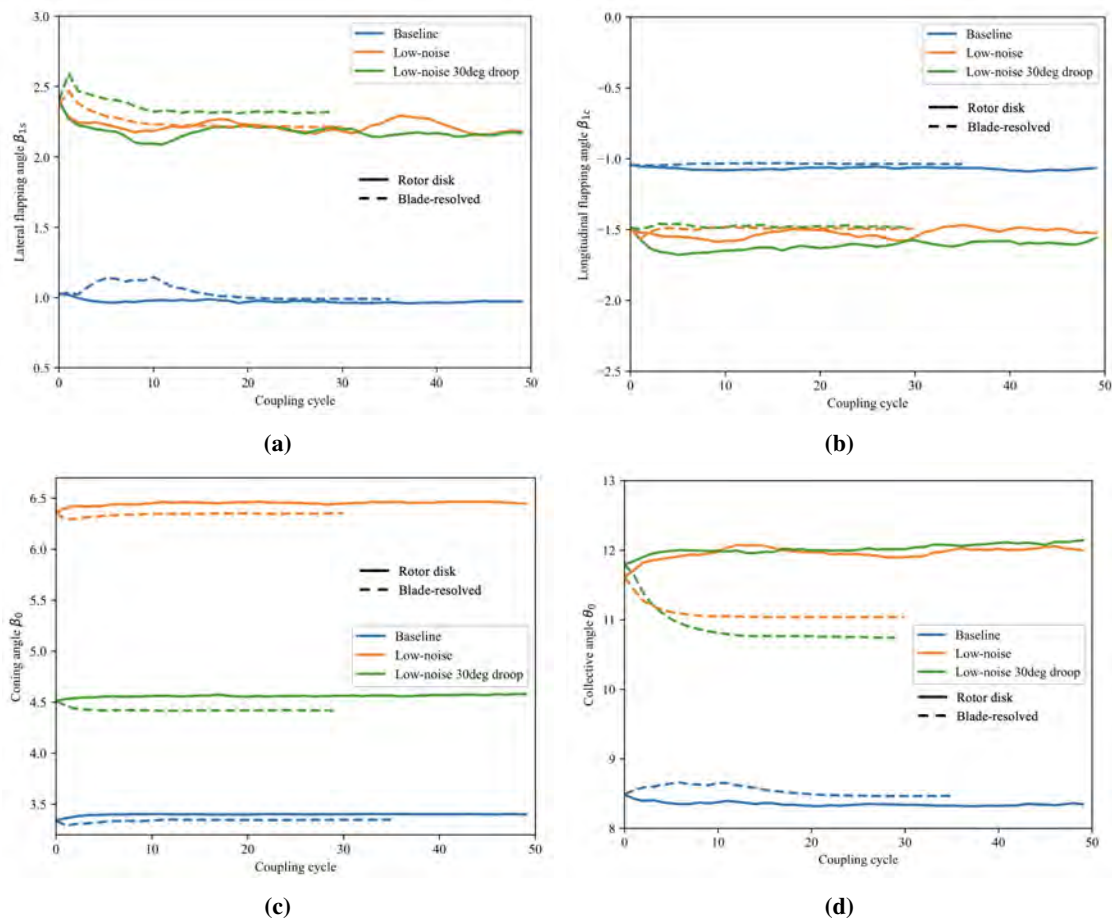 3.0
2.5
2.0
1.5
1.0
0.5
0
10
20
30
40
50
Lateral flapping angle β1s
Coupling cycle
Baseline
Low-noise
Low-noise 30deg droop
Rotor disk
Blade-resolved
(a)
0.0
−0.5
−1.0
−1.5
−2.0
−2.5
0
10
20
30
40
50
Longitudinal flapping angle β1c
Coupling cycle
Baseline
Low-noise
Low-noise 30deg droop
Rotor disk
Blade-resolved
(b)
6.5
6.0
5.5
5.0
4.5
4.0
3.5
0
10
20
30
40
50
Coning angle β0
Coupling cycle
Rotor disk
Blade-resolved
Baseline
Low-noise
Low-noise 30deg droop
(c)
13
12
11
10
9
8
0
10
20
30
40
50
Collective angle θ0
Coupling cycle
Baseline
Low-noise
Low-noise 30deg droop
Rotor disk
Blade-resolved
(d)